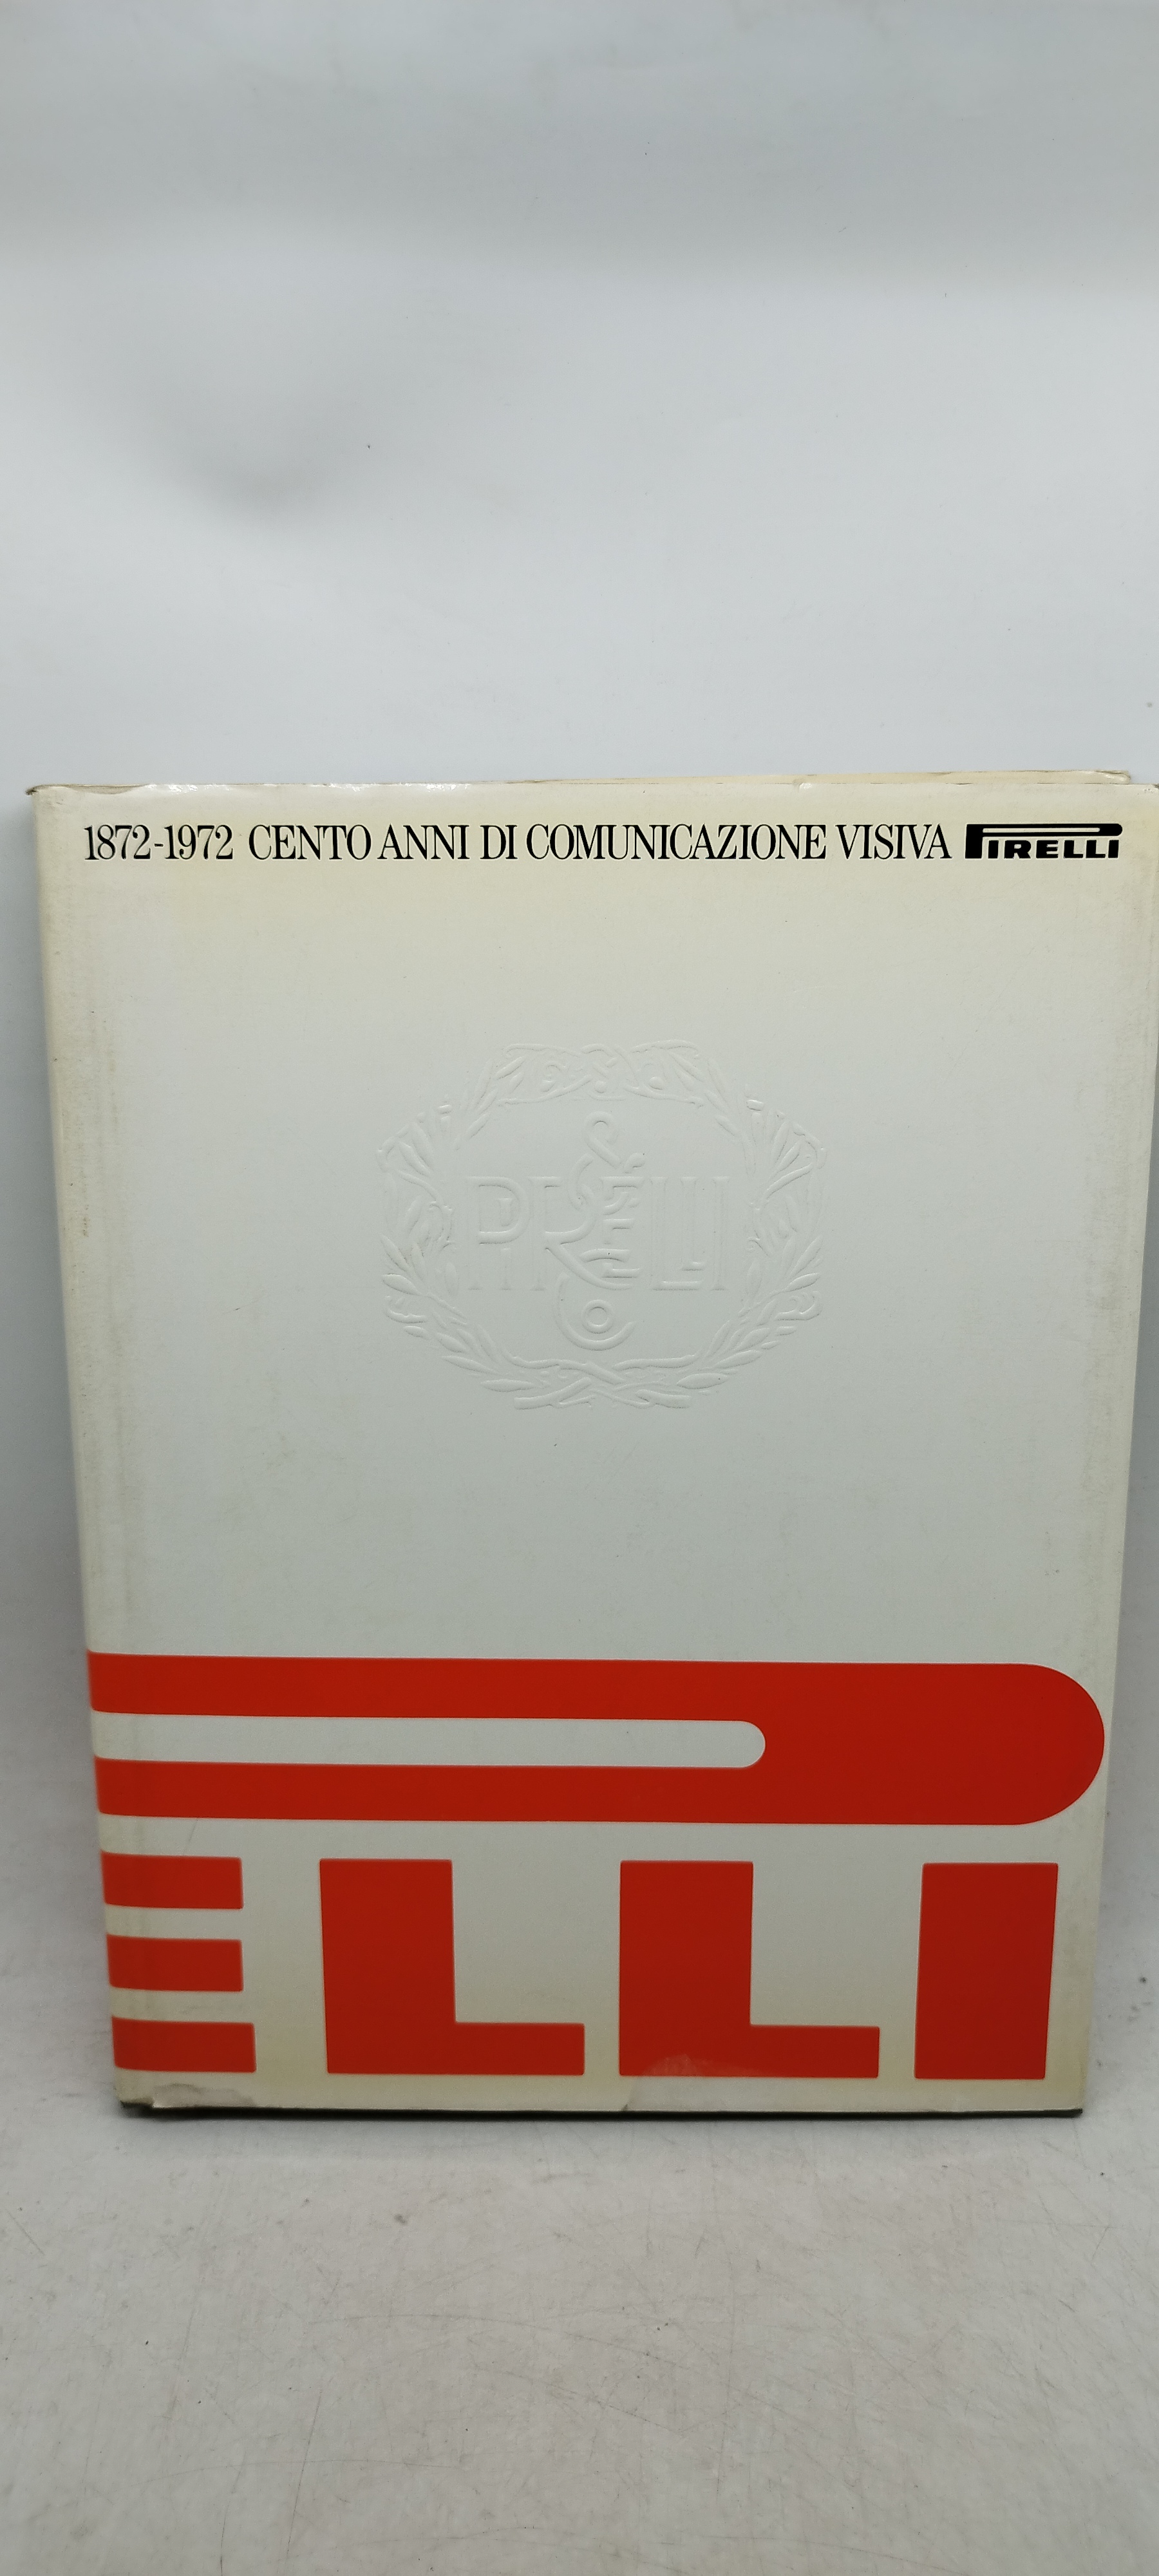 1872-1972 CENTO ANNI DI COMUNICAZIONE VISIVA PIRELLI
PIRELLI
P
ELLI